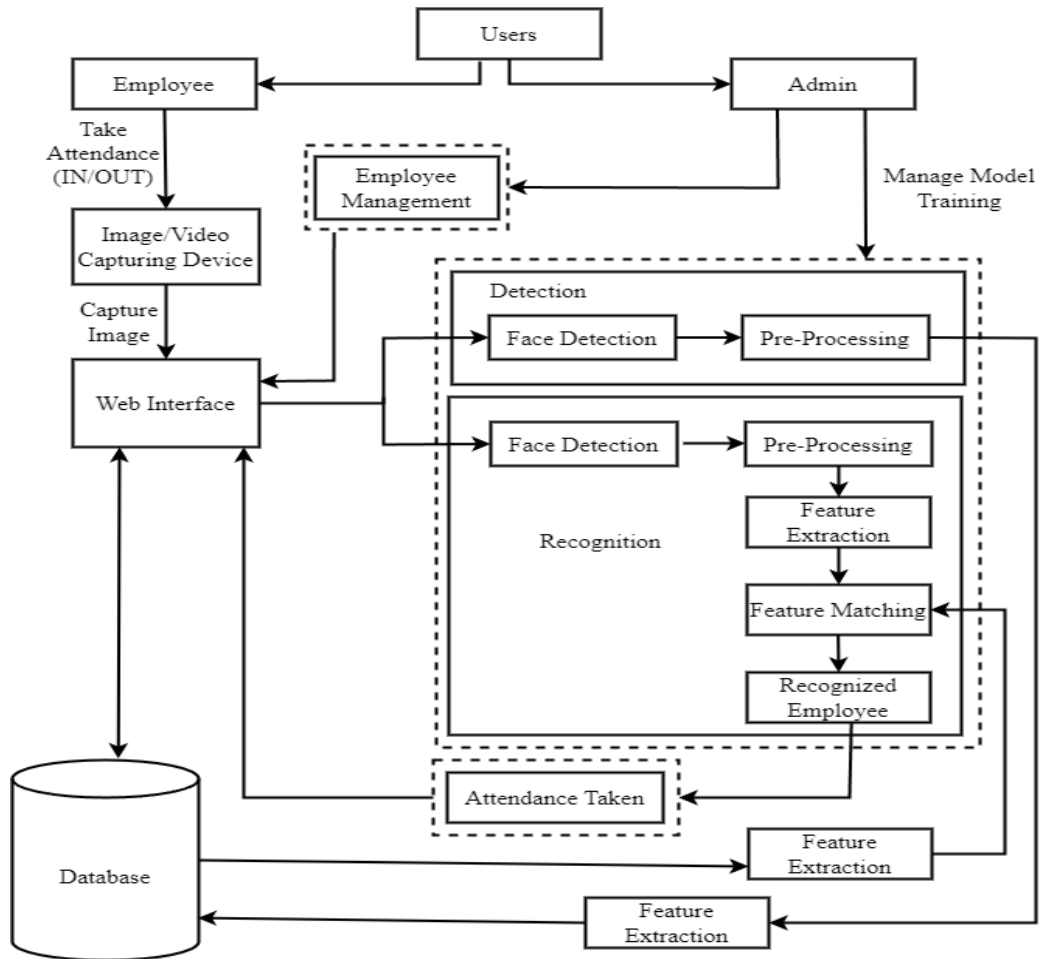 Users
Employee
Admin
Take
Attendance
(IN/OUT)
Employee
Management
Manage Model
Training
Image/Video
Capturing Device
Detection
Capture
Image
Face Detection
Pre-Processing
Web Interface
Face Detection
Pre-Processing
Feature
Extraction
Recognition
Feature Matching
Recognized
Employee
Attendance Taken
Feature
Extraction
Database
Feature
Extraction